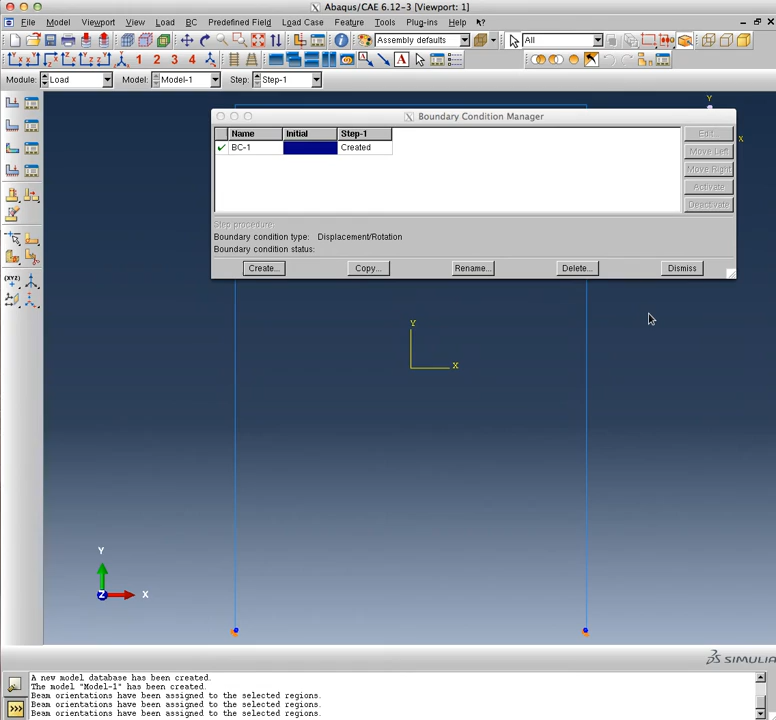 Abaqus/CAE 6.12-3 [Viewport: 1]
File Model Viewport View Load BC Predefined Field Load Case Feature Tools Plug-ins Help
All
Assembly defaults
1 2 3 4
A
Module: Load Model: Model-1 Step: Step-1
Boundary Condition Manager
Name Initial Step-1
Edit...
BC-1 Created
Move Left
Move Right
Activate
Deactivate
Step procedure:
Boundary condition type: Displacement/Rotation
Boundary condition status:
Create... Copy... Rename... Delete... Dismiss
Y
X
(XYZ)
Y
X
Y
Z X
SIMULIA
A new model database has been created.
The model "Model-1" has been created.
Beam orientations have been assigned to the selected regions.
Beam orientations have been assigned to the selected regions.
Beam orientations have been assigned to the selected regions.
>>>